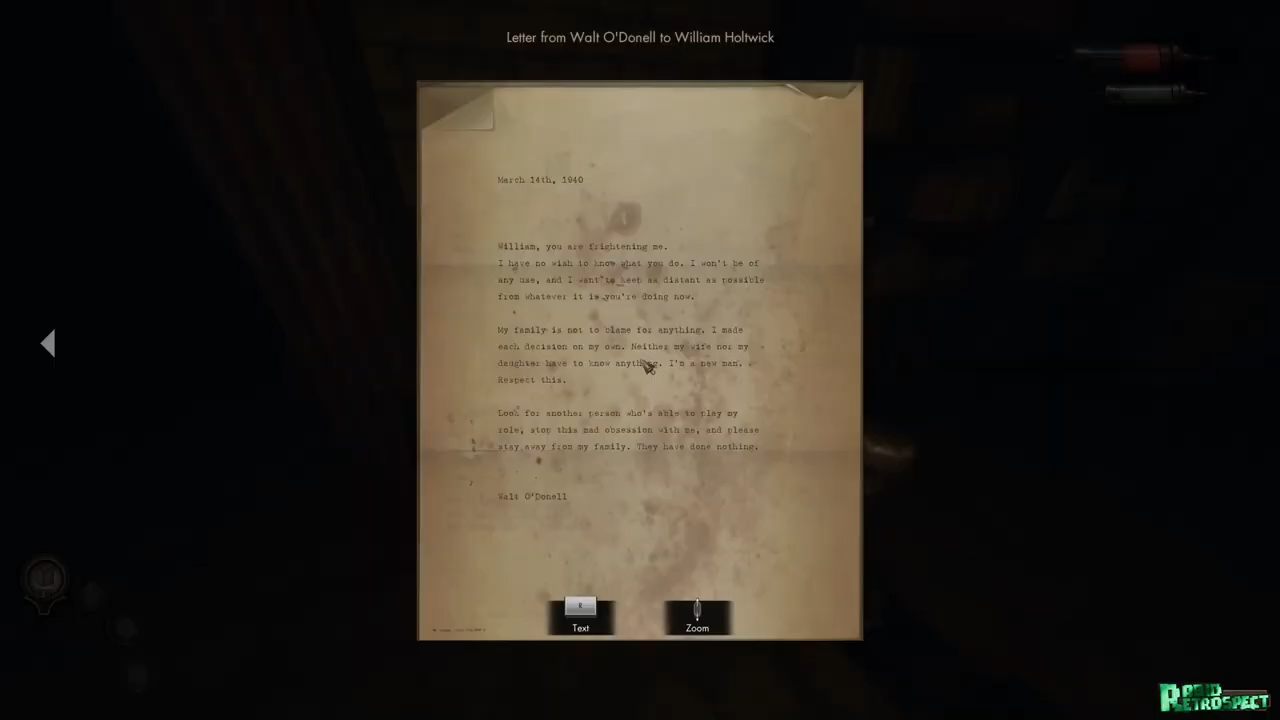 Letter from Walt O'Donell to William Holtwick
March 14th, 1940
William, you are frightening me.
I have no wish to know what you do. I won't be of
any use, and I want to keep as distant as possible
from whatever it is you're doing now.
My family is not to blame for anything. I made
each decision on my own. Neither my wife nor my
daughter have to know anything. I'm a new man.
Respect this.
Look for another person who's able to play my
role, stop this mad obsession with me, and please
stay away from my family. They have done nothing.
Walt O'Donell
R
Text
Zoom
RETROSPECT